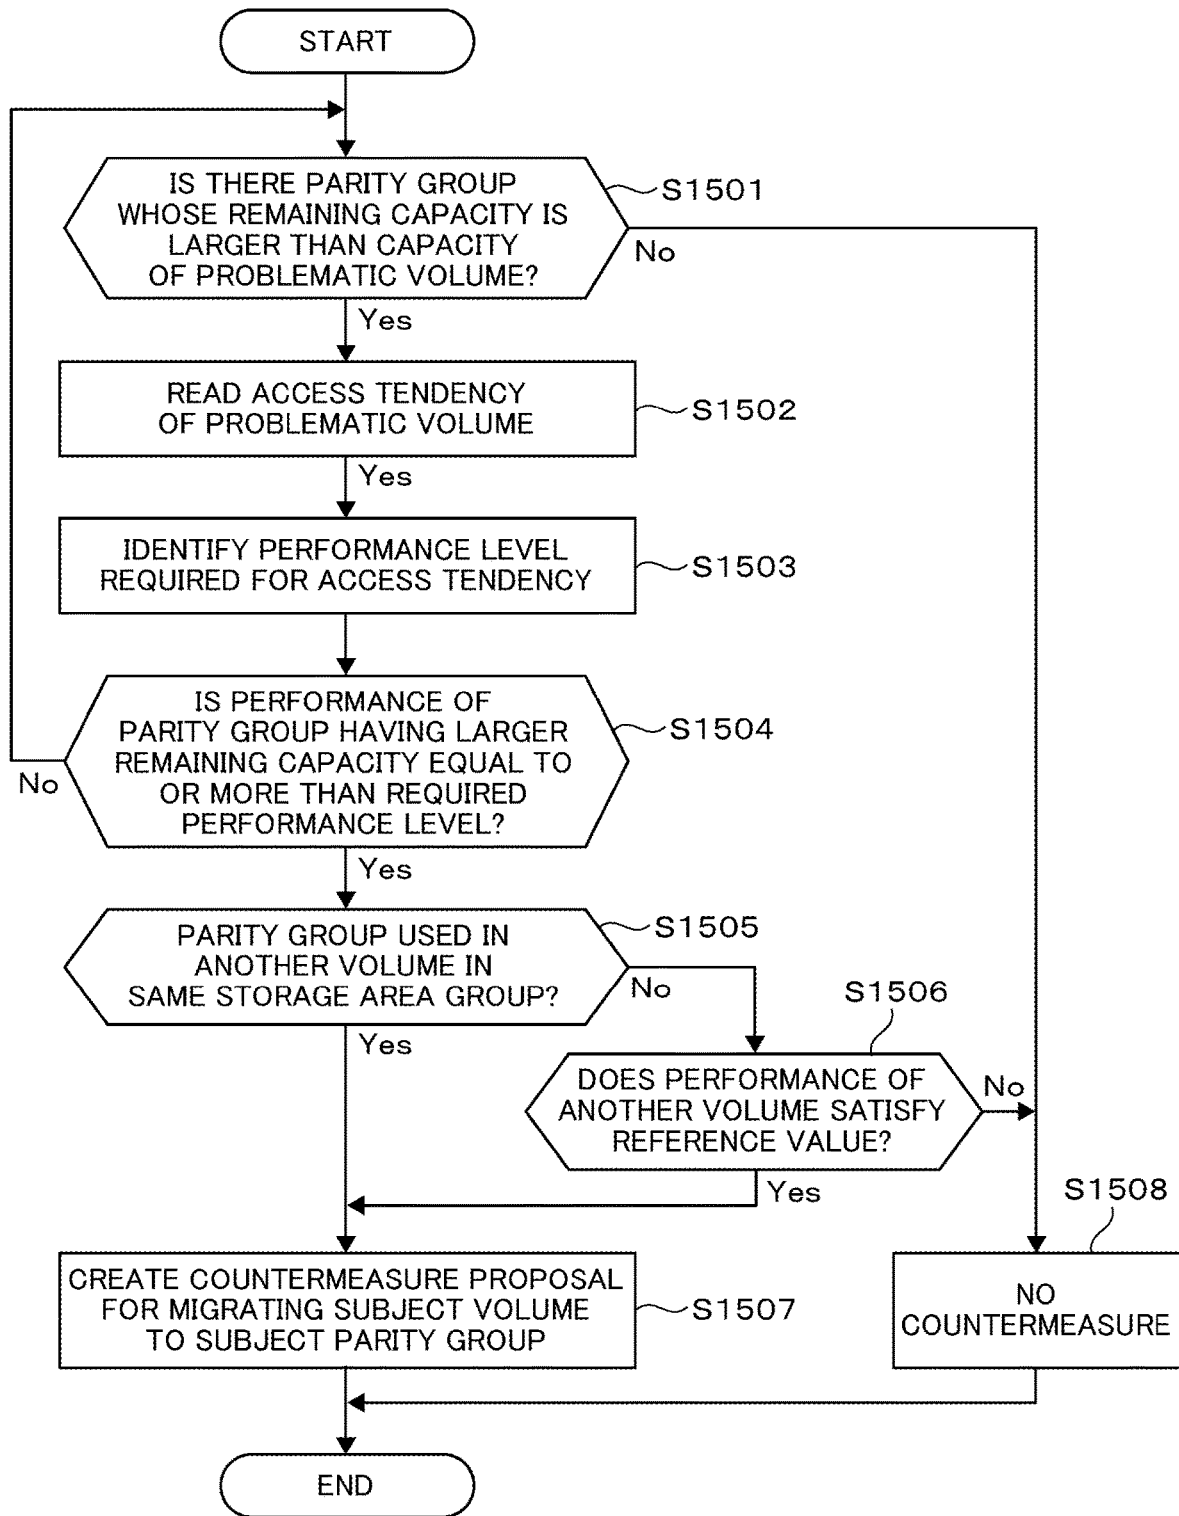 START
IS THERE PARITY GROUP
WHOSE REMAINING CAPACITY IS
LARGER THAN CAPACITY
OF PROBLEMATIC VOLUME?
S1501
No
Yes
READ ACCESS TENDENCY
OF PROBLEMATIC VOLUME
S1502
Yes
IDENTIFY PERFORMANCE LEVEL
REQUIRED FOR ACCESS TENDENCY
S1503
IS PERFORMANCE OF
PARITY GROUP HAVING LARGER
REMAINING CAPACITY EQUAL TO
OR MORE THAN REQUIRED
PERFORMANCE LEVEL?
S1504
No
Yes
PARITY GROUP USED IN
ANOTHER VOLUME IN
SAME STORAGE AREA GROUP?
S1505
No
Yes
S1506
DOES PERFORMANCE OF
ANOTHER VOLUME SATISFY
REFERENCE VALUE?
No
Yes
CREATE COUNTERMEASURE PROPOSAL
FOR MIGRATING SUBJECT VOLUME
TO SUBJECT PARITY GROUP
S1507
S1508
NO
COUNTERMEASURE
END